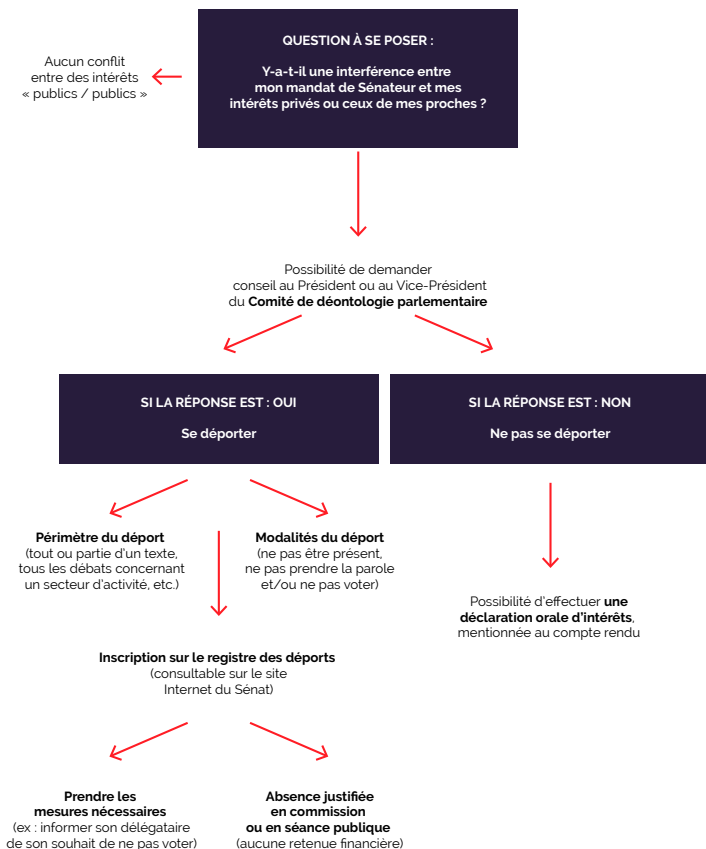 QUESTION À SE POSER :
Y-a-t-il une interférence entre
mon mandat de Sénateur et mes
intérêts privés ou ceux de mes proches ?
Aucun conflit
entre des intérêts
« publics / publics »
Possibilité de demander
conseil au Président ou au Vice-Président
du Comité de déontologie parlementaire
SI LA RÉPONSE EST : OUI
Se déporter
SI LA RÉPONSE EST : NON
Ne pas se déporter
Périmètre du déport
(tout ou partie d'un texte,
tous les débats concernant
un secteur d'activité, etc.)
Modalités du déport
(ne pas être présent,
ne pas prendre la parole
et/ou ne pas voter)
Possibilité d'effectuer une
déclaration orale d'intérêts,
mentionnée au compte rendu
Inscription sur le registre des déports
(consultable sur le site
Internet du Sénat)
Prendre les
mesures nécessaires
(ex : informer son délégataire
de son souhait de ne pas voter)
Absence justifiée
en commission
ou en séance publique
(aucune retenue financière)